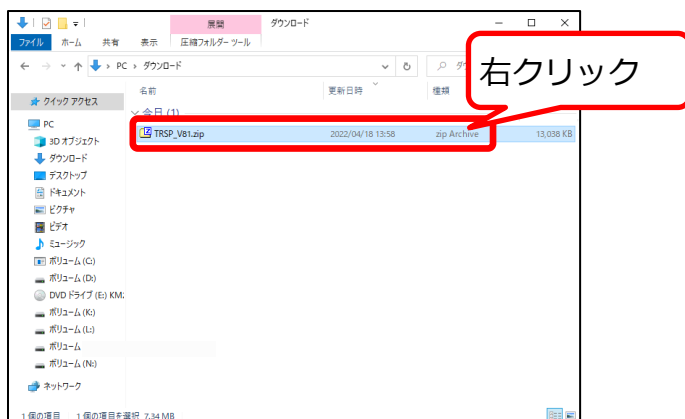 展開
ダウンロード
ファイル
ホーム
共有
表示
圧縮フォルダー ツール
PC › ダウンロード
右クリック
名前
更新日時
種類
クイック アクセス
今日 (1)
PC
TRSP_V81.zip
2022/04/18 13:58
zip Archive
13,038 KB
3D オブジェクト
ダウンロード
デスクトップ
ドキュメント
ピクチャ
ビデオ
ミュージック
ボリューム (C:)
ボリューム (D:)
DVD ドライブ (E:) KM
ボリューム (K:)
ボリューム (L:)
ボリューム
ボリューム (N:)
ネットワーク
1 個の項目
1 個の項目を選択 7.34 MB